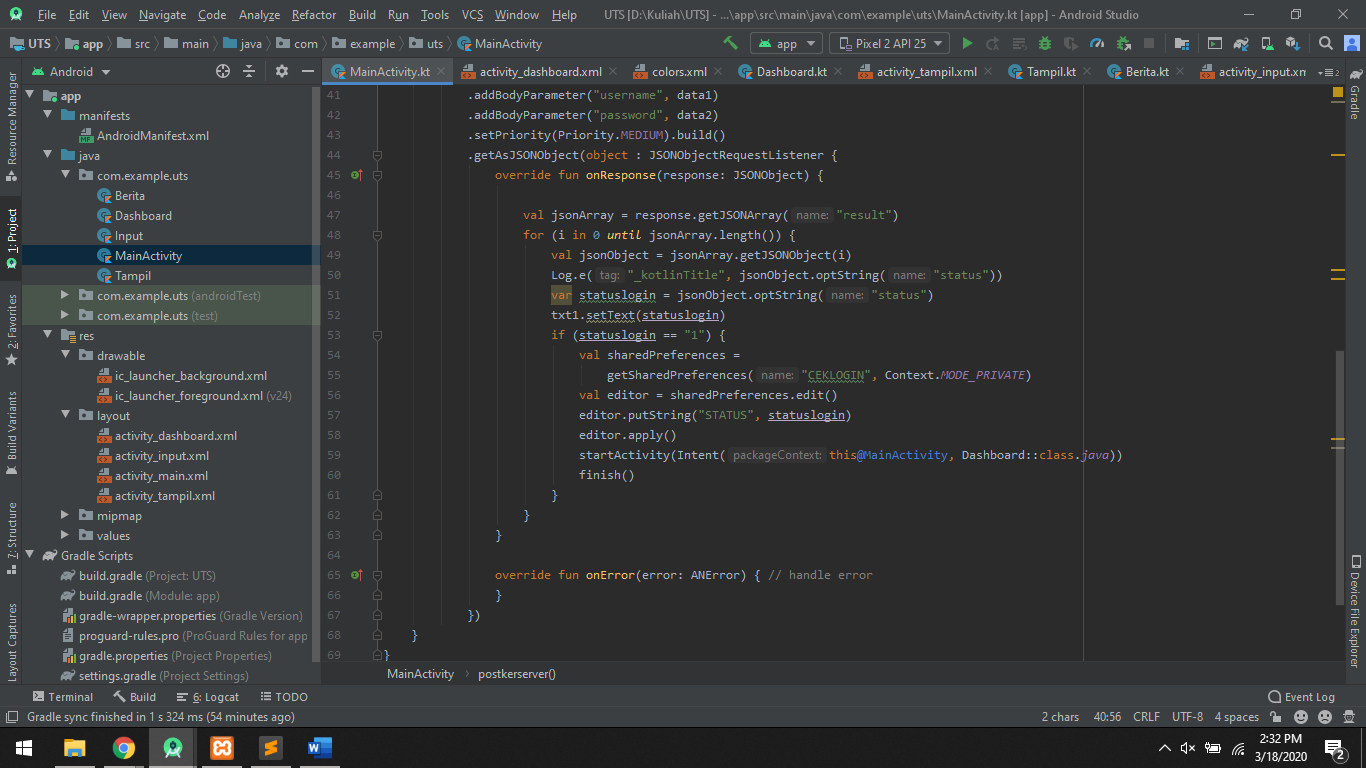 File Edit View Navigate Code Analyze Refactor Build Run Tools VCS Window Help UTS [D:\Kuliah\UTS] - ...\app\src\main\java\com\example\uts\MainActivity.kt [app] - Android Studio
UTS app src main java com example uts MainActivity app Pixel 2 API 25
Android MainActivity.kt activity_dashboard.xml colors.xml Dashboard.kt activity_tampil.xml Tampil.kt Berita.kt activity_input.xm
Resource Manager
1: Project
2: Favorites
Build Variants
7: Structure
Layout Captures
app
manifests
AndroidManifest.xml
java
com.example.uts
Berita
Dashboard
Input
MainActivity
Tampil
com.example.uts (androidTest)
com.example.uts (test)
res
drawable
ic_launcher_background.xml
ic_launcher_foreground.xml (v24)
layout
activity_dashboard.xml
activity_input.xml
activity_main.xml
activity_tampil.xml
mipmap
values
Gradle Scripts
build.gradle (Project: UTS)
build.gradle (Module: app)
gradle-wrapper.properties (Gradle Version)
proguard-rules.pro (ProGuard Rules for app
gradle.properties (Project Properties)
settings.gradle (Project Settings)
41 .addBodyParameter("username", data1)
42 .addBodyParameter("password", data2)
43 .setPriority(Priority.MEDIUM).build()
44 .getAsJSONObject(object : JSONObjectRequestListener {
45 override fun onResponse(response: JSONObject) {
46
47 val jsonArray = response.getJSONArray( name: "result")
48 for (i in 0 until jsonArray.length()) {
49 val jsonObject = jsonArray.getJSONObject(i)
50 Log.e( tag: "_kotlinTitle", jsonObject.optString( name: "status"))
51 var statuslogin = jsonObject.optString( name: "status")
52 txt1.setText(statuslogin)
53 if (statuslogin == "1") {
54 val sharedPreferences =
55 getSharedPreferences( name: "CEKLOGIN", Context.MODE_PRIVATE)
56 val editor = sharedPreferences.edit()
57 editor.putString("STATUS", statuslogin)
58 editor.apply()
59 startActivity(Intent( packageContext: this@MainActivity, Dashboard::class.java))
60 finish()
61 }
62 }
63 }
64
65 override fun onError(error: ANError) { // handle error
66 }
67 })
68 }
69 }
Gradle
Device File Explorer
MainActivity postkerserver()
Terminal Build 6: Logcat TODO Event Log
Gradle sync finished in 1 s 324 ms (54 minutes ago) 2 chars 40:56 CRLF UTF-8 4 spaces
2:32 PM
3/18/2020
2